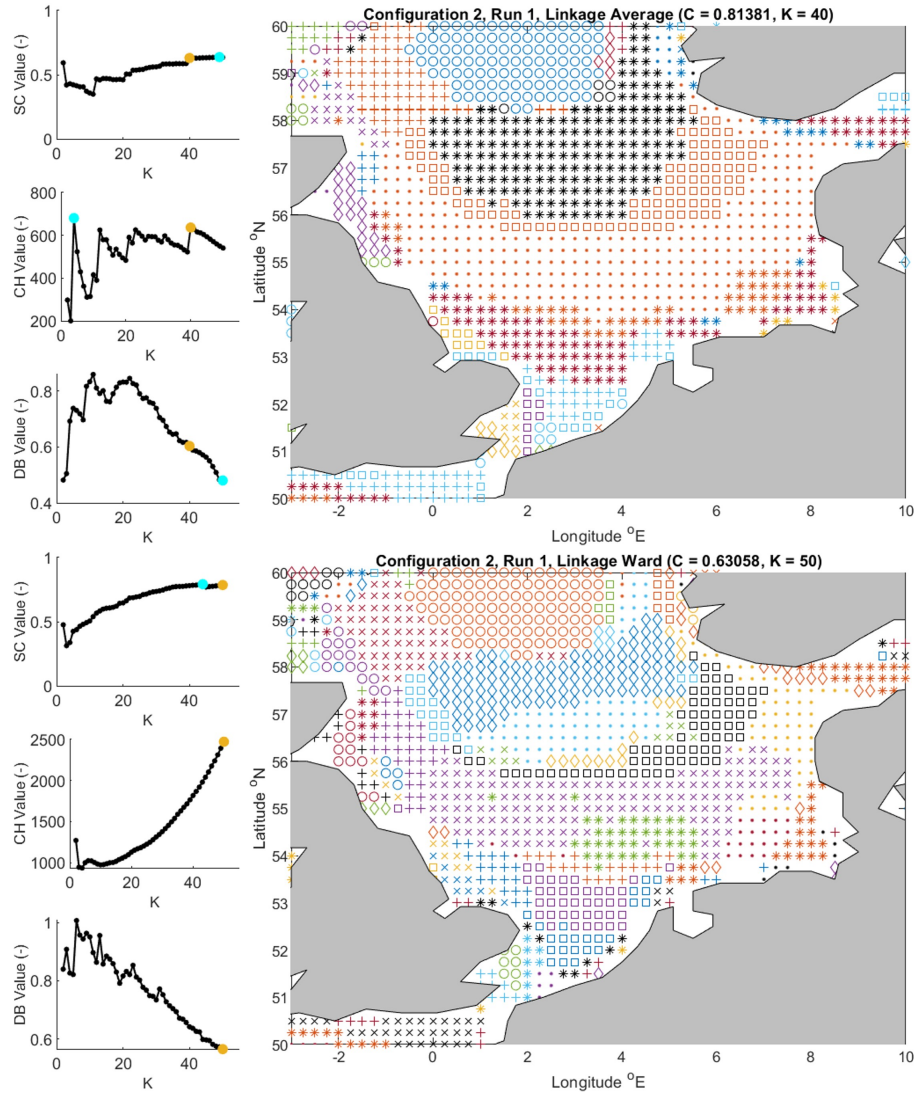 Configuration 2, Run 1, Linkage Average (C = 0.81381, K = 40)
SC Value (-)
1
0.5
0
0 20 40
K
CH Value (-)
800
600
400
200
0 20 40
K
DB Value (-)
0.8
0.6
0.4
0 20 40
K
Latitude °N
60
59
58
57
56
55
54
53
52
51
50
-2 0 2 4 6 8 10
Longitude °E
Configuration 2, Run 1, Linkage Ward (C = 0.63058, K = 50)
SC Value (-)
1
0.5
0
0 20 40
K
CH Value (-)
2500
2000
1500
1000
0 20 40
K
DB Value (-)
1
0.8
0.6
0 20 40
K
Latitude °N
60
59
58
57
56
55
54
53
52
51
50
-2 0 2 4 6 8 10
Longitude °E